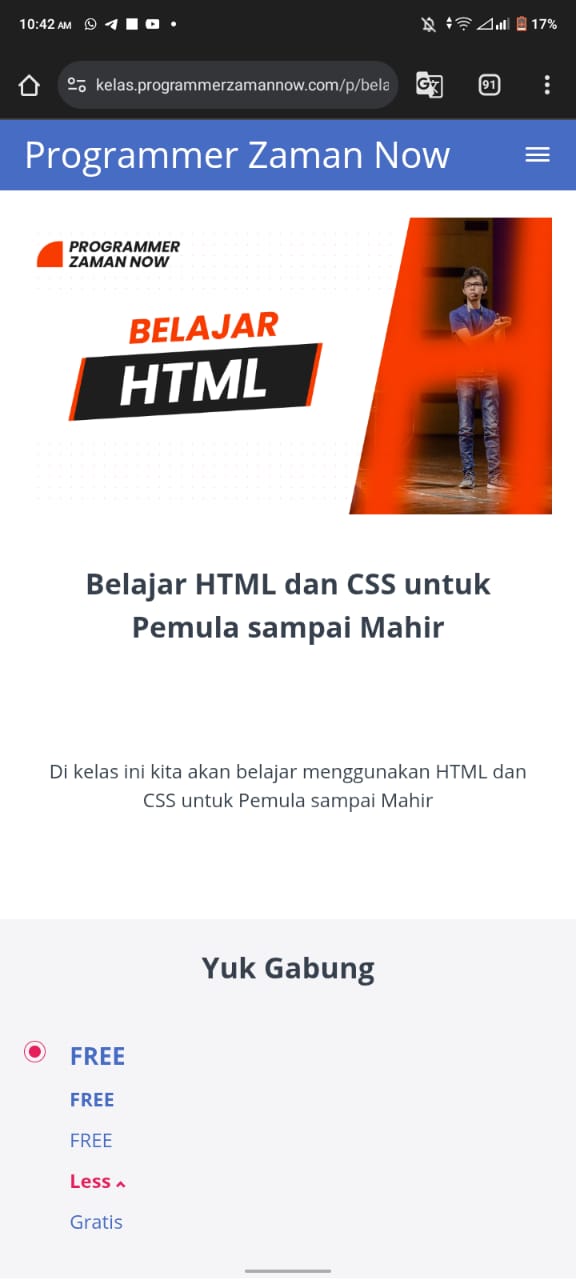 10:42 AM
17%
kelas.programmerzamannow.com/p/bela
91
Programmer Zaman Now
PROGRAMMER
ZAMAN NOW
BELAJAR
HTML
Belajar HTML dan CSS untuk
Pemula sampai Mahir
Di kelas ini kita akan belajar menggunakan HTML dan
CSS untuk Pemula sampai Mahir
Yuk Gabung
FREE
FREE
FREE
Less
Gratis